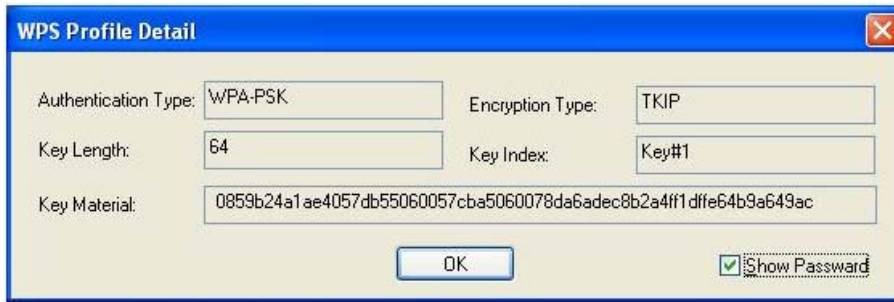 WPS Profile Detail
Authentication Type: WPA-PSK Encryption Type: TKIP
Key Length: 64 Key Index: Key#1
Key Material: 0859b24a1ae4057db55060057cba5060078da6adec8b2a4ff1dffe64b9a649ac
OK Show Passward